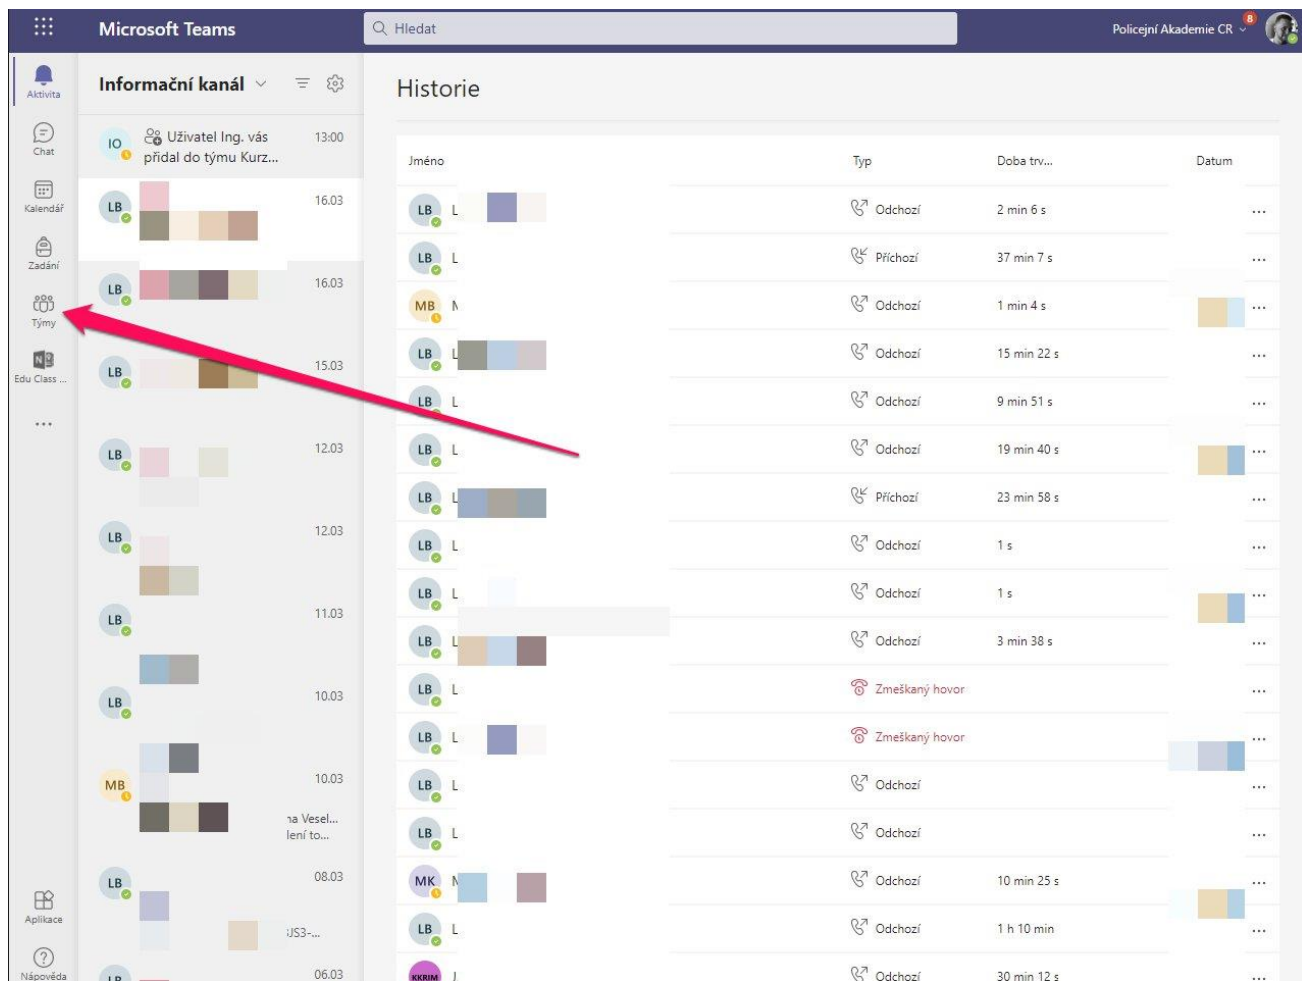 Microsoft Teams
Hledat
Policejní Akademie CR
8
Aktivita
Chat
Kalendář
Zadání
Týmy
Edu Class ...
Aplikace
Nápověda
Informační kanál
IO
Uživatel Ing. vás
přidal do týmu Kurz...
13:00
LB
16.03
LB
16.03
LB
15.03
LB
12.03
LB
12.03
LB
11.03
LB
10.03
MB
10.03
na Vesel...
lení to...
LB
08.03
JS3-...
LB
06.03
Historie
Jméno Typ Doba trv... Datum
LB L Odchozí 2 min 6 s ...
LB L Příchozí 37 min 7 s ...
MB Odchozí 1 min 4 s ...
LB L Odchozí 15 min 22 s ...
LB L Odchozí 9 min 51 s ...
LB L Odchozí 19 min 40 s ...
LB L Příchozí 23 min 58 s ...
LB L Odchozí 1 s ...
LB L Odchozí 1 s ...
LB L Odchozí 3 min 38 s ...
LB L Zmeškaný hovor ...
LB L Zmeškaný hovor ...
LB L Odchozí ...
LB L Odchozí ...
MK Odchozí 10 min 25 s ...
LB L Odchozí 1 h 10 min ...
KKRIM J Odchozí 30 min 12 s ...